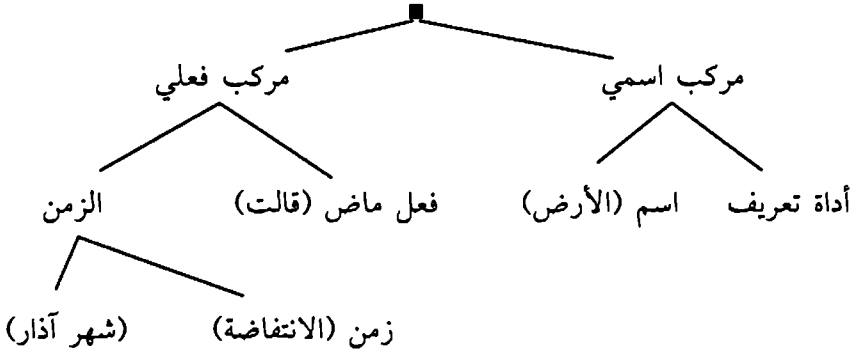 مركب اسمي مركب فعلي
أداة تعريف اسم (الأرض) فعل ماض (قالت) الزمن
زمن (الانتفاضة) (شهر آذار)